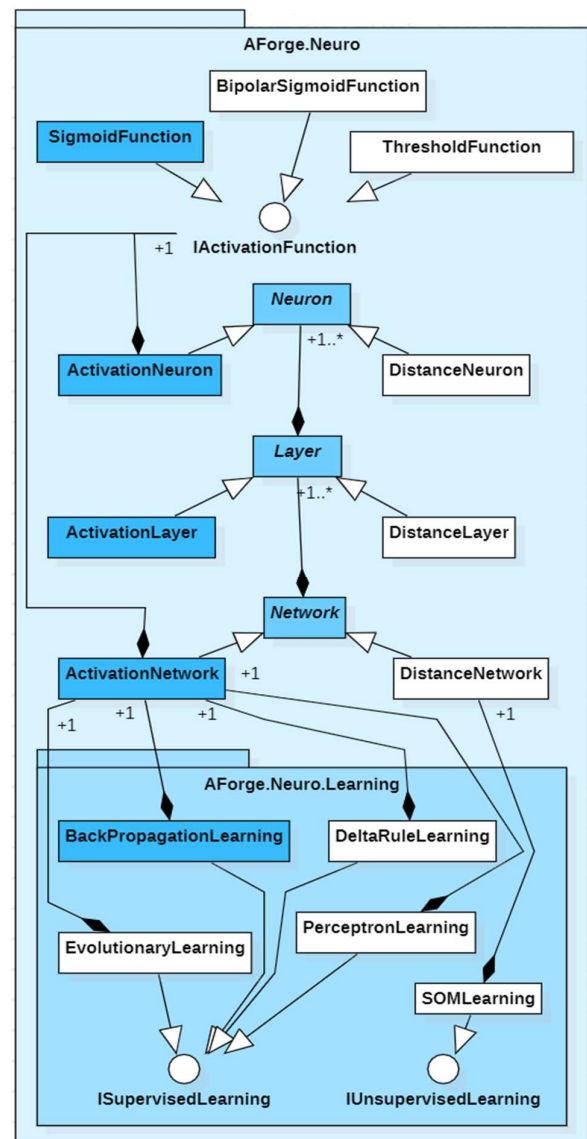 AForge.Neuro
BipolarSigmoidFunction
SigmoidFunction
ThresholdFunction
+1
IActivationFunction
Neuron
+1..*
ActivationNeuron
DistanceNeuron
Layer
+1..*
ActivationLayer
DistanceLayer
Network
ActivationNetwork
+1
DistanceNetwork
+1
+1
+1
+1
AForge.Neuro.Learning
BackPropagationLearning
DeltaRuleLearning
PerceptronLearning
EvolutionaryLearning
SOMLearning
ISupervisedLearning
IUnsupervisedLearning